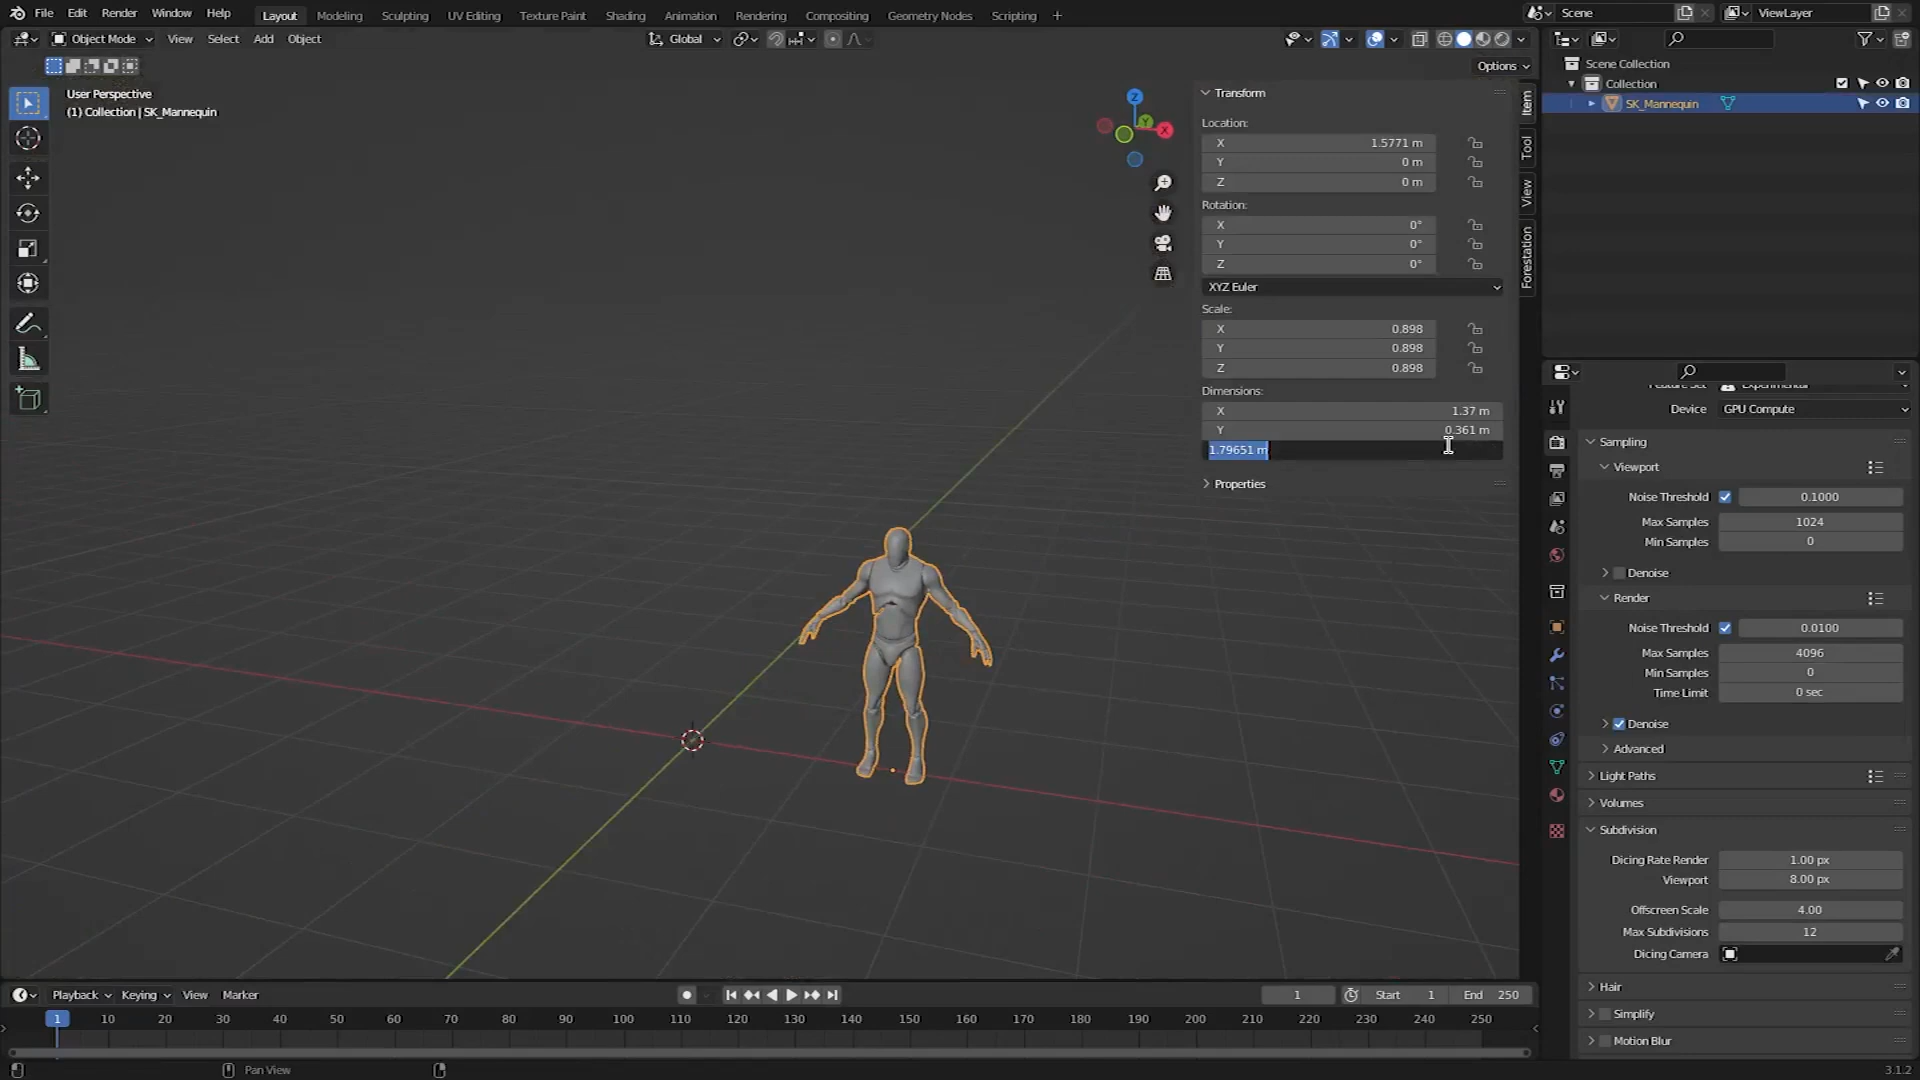 File Edit Render Window Help Layout Modeling Sculpting UV Editing Texture Paint Shading Animation Rendering Compositing Geometry Nodes Scripting + Scene ViewLayer
Object Mode View Select Add Object Global
Options
User Perspective
(1) Collection | SK_Mannequin
Z
Y
X
Transform
Location:
X 1.5771 m
Y 0 m
Z 0 m
Rotation:
X 0°
Y 0°
Z 0°
XYZ Euler
Scale:
X 0.898
Y 0.898
Z 0.898
Dimensions:
X 1.37 m
Y 0.361 m
1.79651 m
Properties
Item
Tool
View
Forestation
Scene Collection
Collection
SK_Mannequin
Device GPU Compute
Sampling
Viewport
Noise Threshold 0.1000
Max Samples 1024
Min Samples 0
Denoise
Render
Noise Threshold 0.0100
Max Samples 4096
Min Samples 0
Time Limit 0 sec
Denoise
Advanced
Light Paths
Volumes
Subdivision
Dicing Rate Render 1.00 px
Viewport 8.00 px
Offscreen Scale 4.00
Max Subdivisions 12
Dicing Camera
Hair
Simplify
Motion Blur
Playback Keying View Marker 1 Start 1 End 250
1 10 20 30 40 50 60 70 80 90 100 110 120 130 140 150 160 170 180 190 200 210 220 230 240 250
Pan View
3.1.2